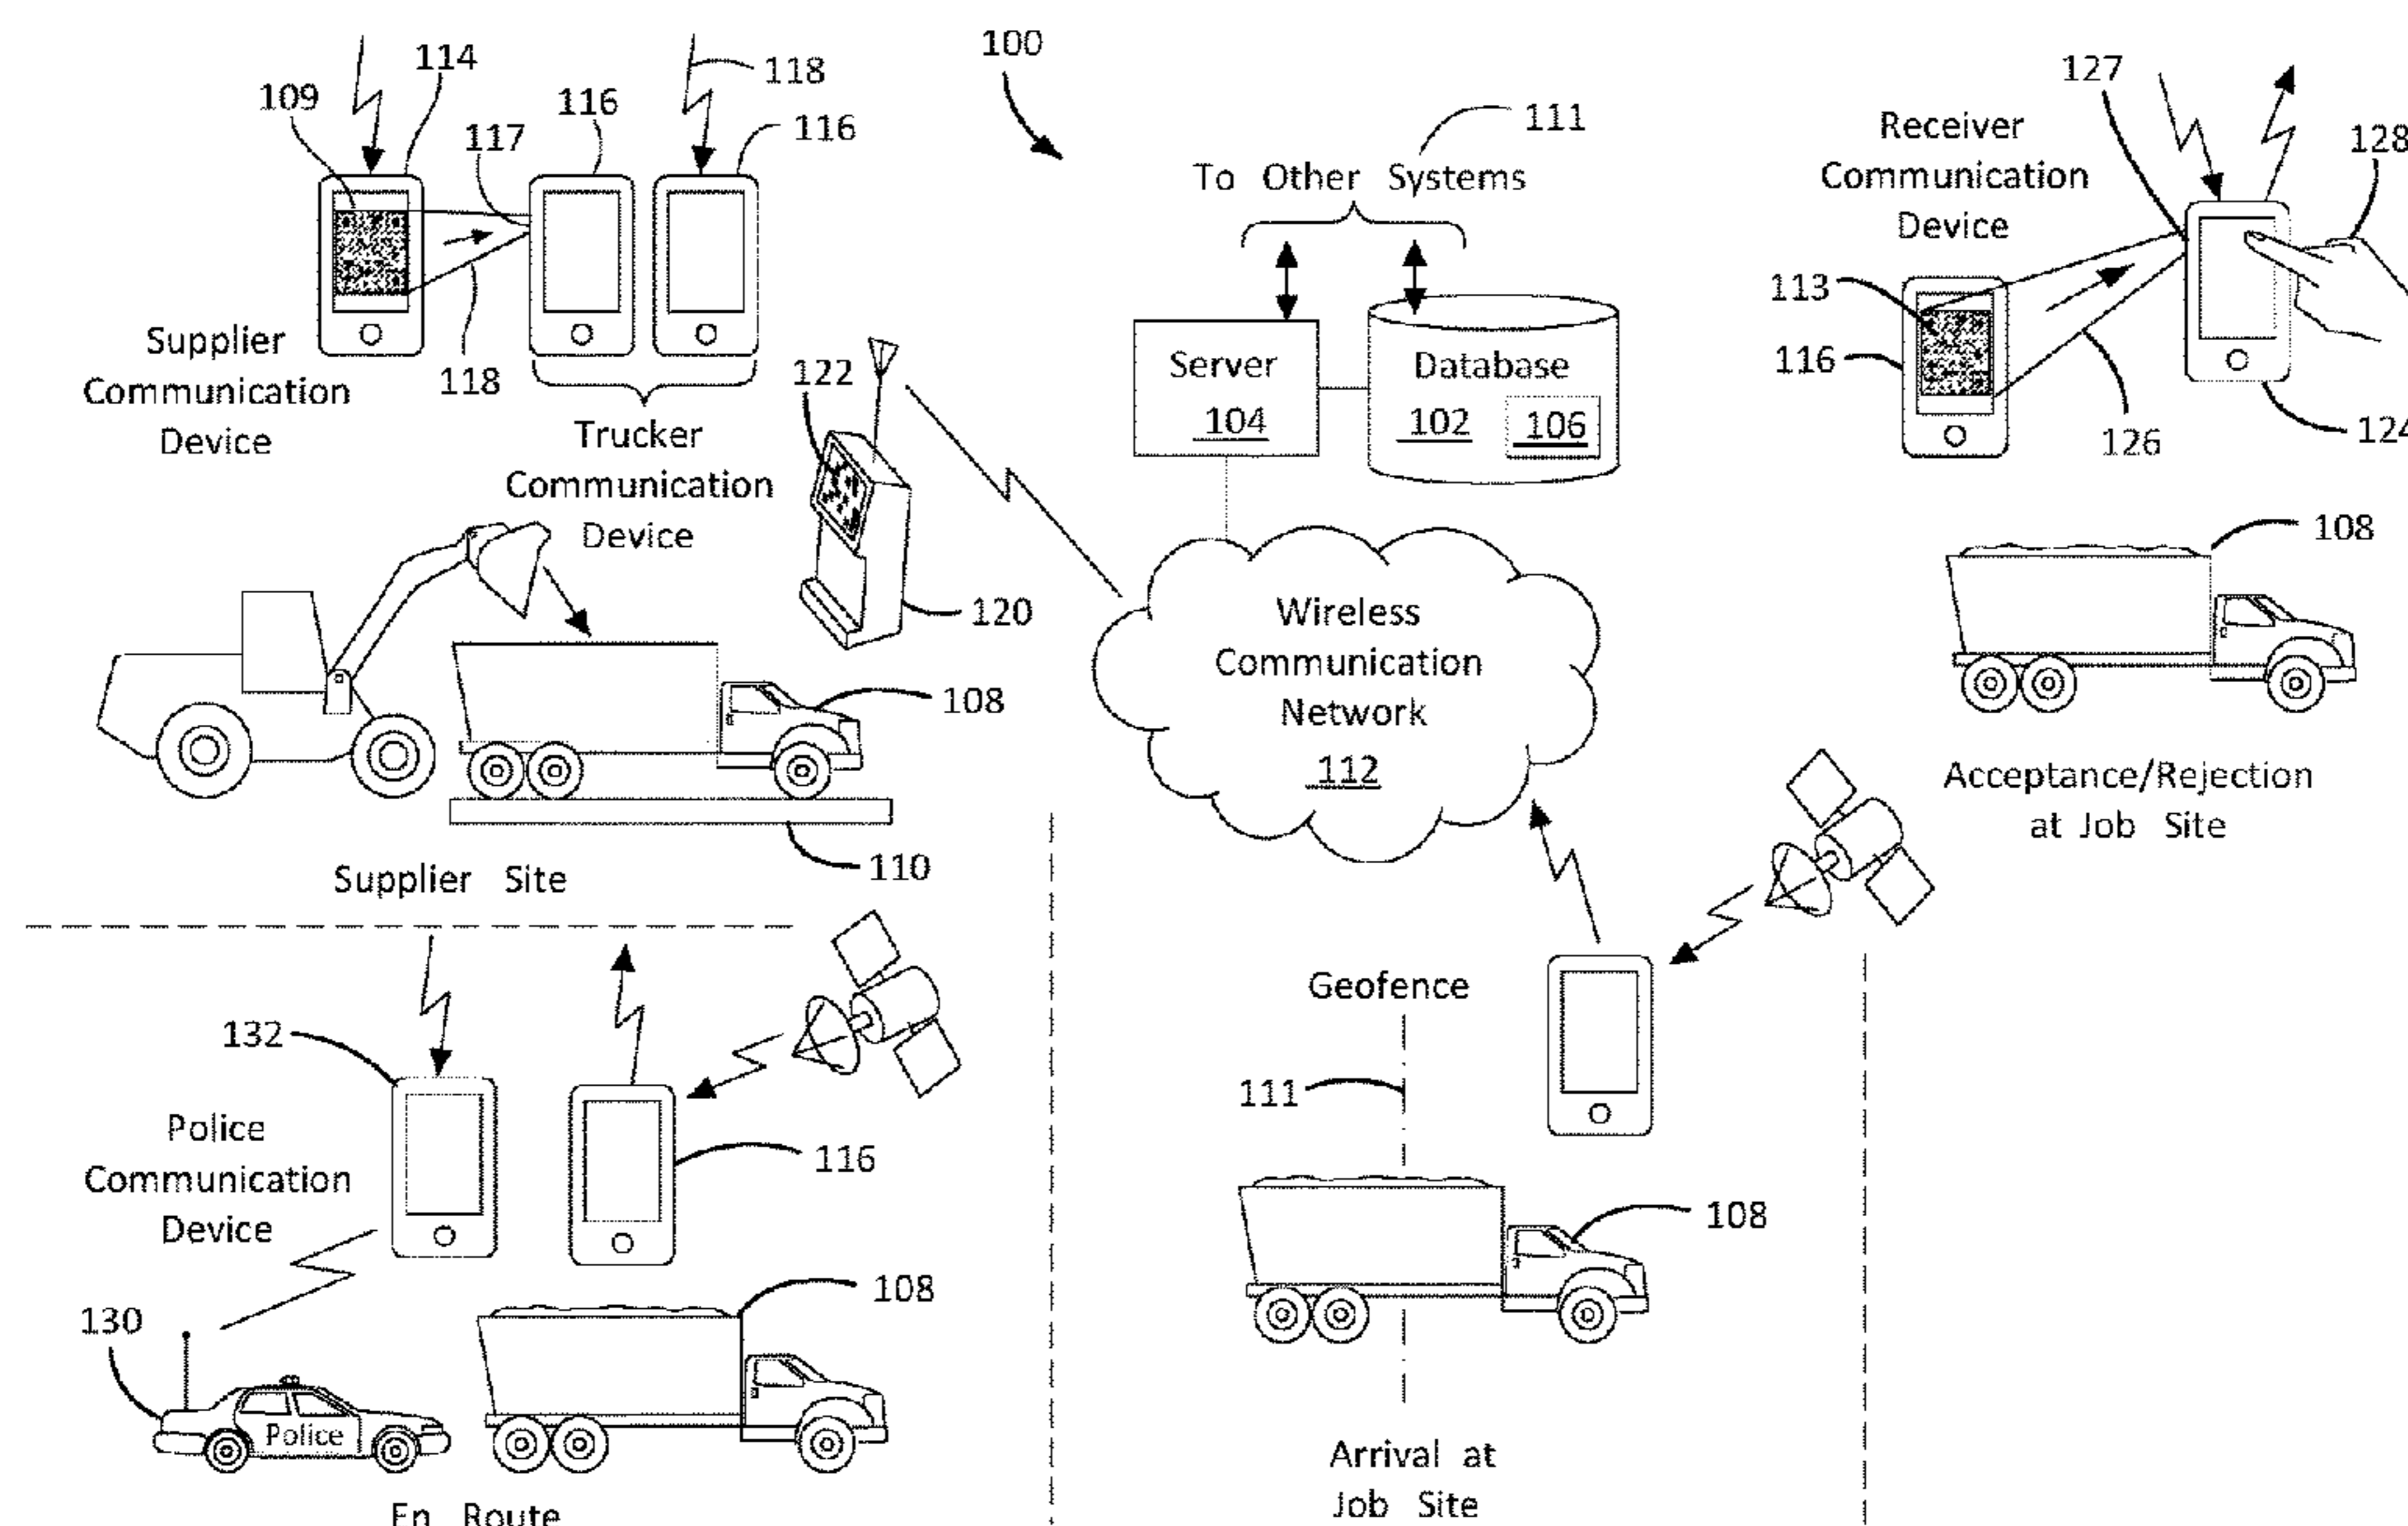 100
114
109
117
116
118
116
118
Supplier
Communication
Device
Trucker
Communication
Device
122
120
108
110
Supplier Site
To Other Systems
111
Server
104
Database
102
106
Wireless
Communication
Network
112
Receiver
Communication
Device
127
128
113
116
126
124
108
Acceptance/Rejection
at Job Site
132
Police
Communication
Device
116
130
Police
108
En Route
Geofence
111
108
Arrival at
Job Site